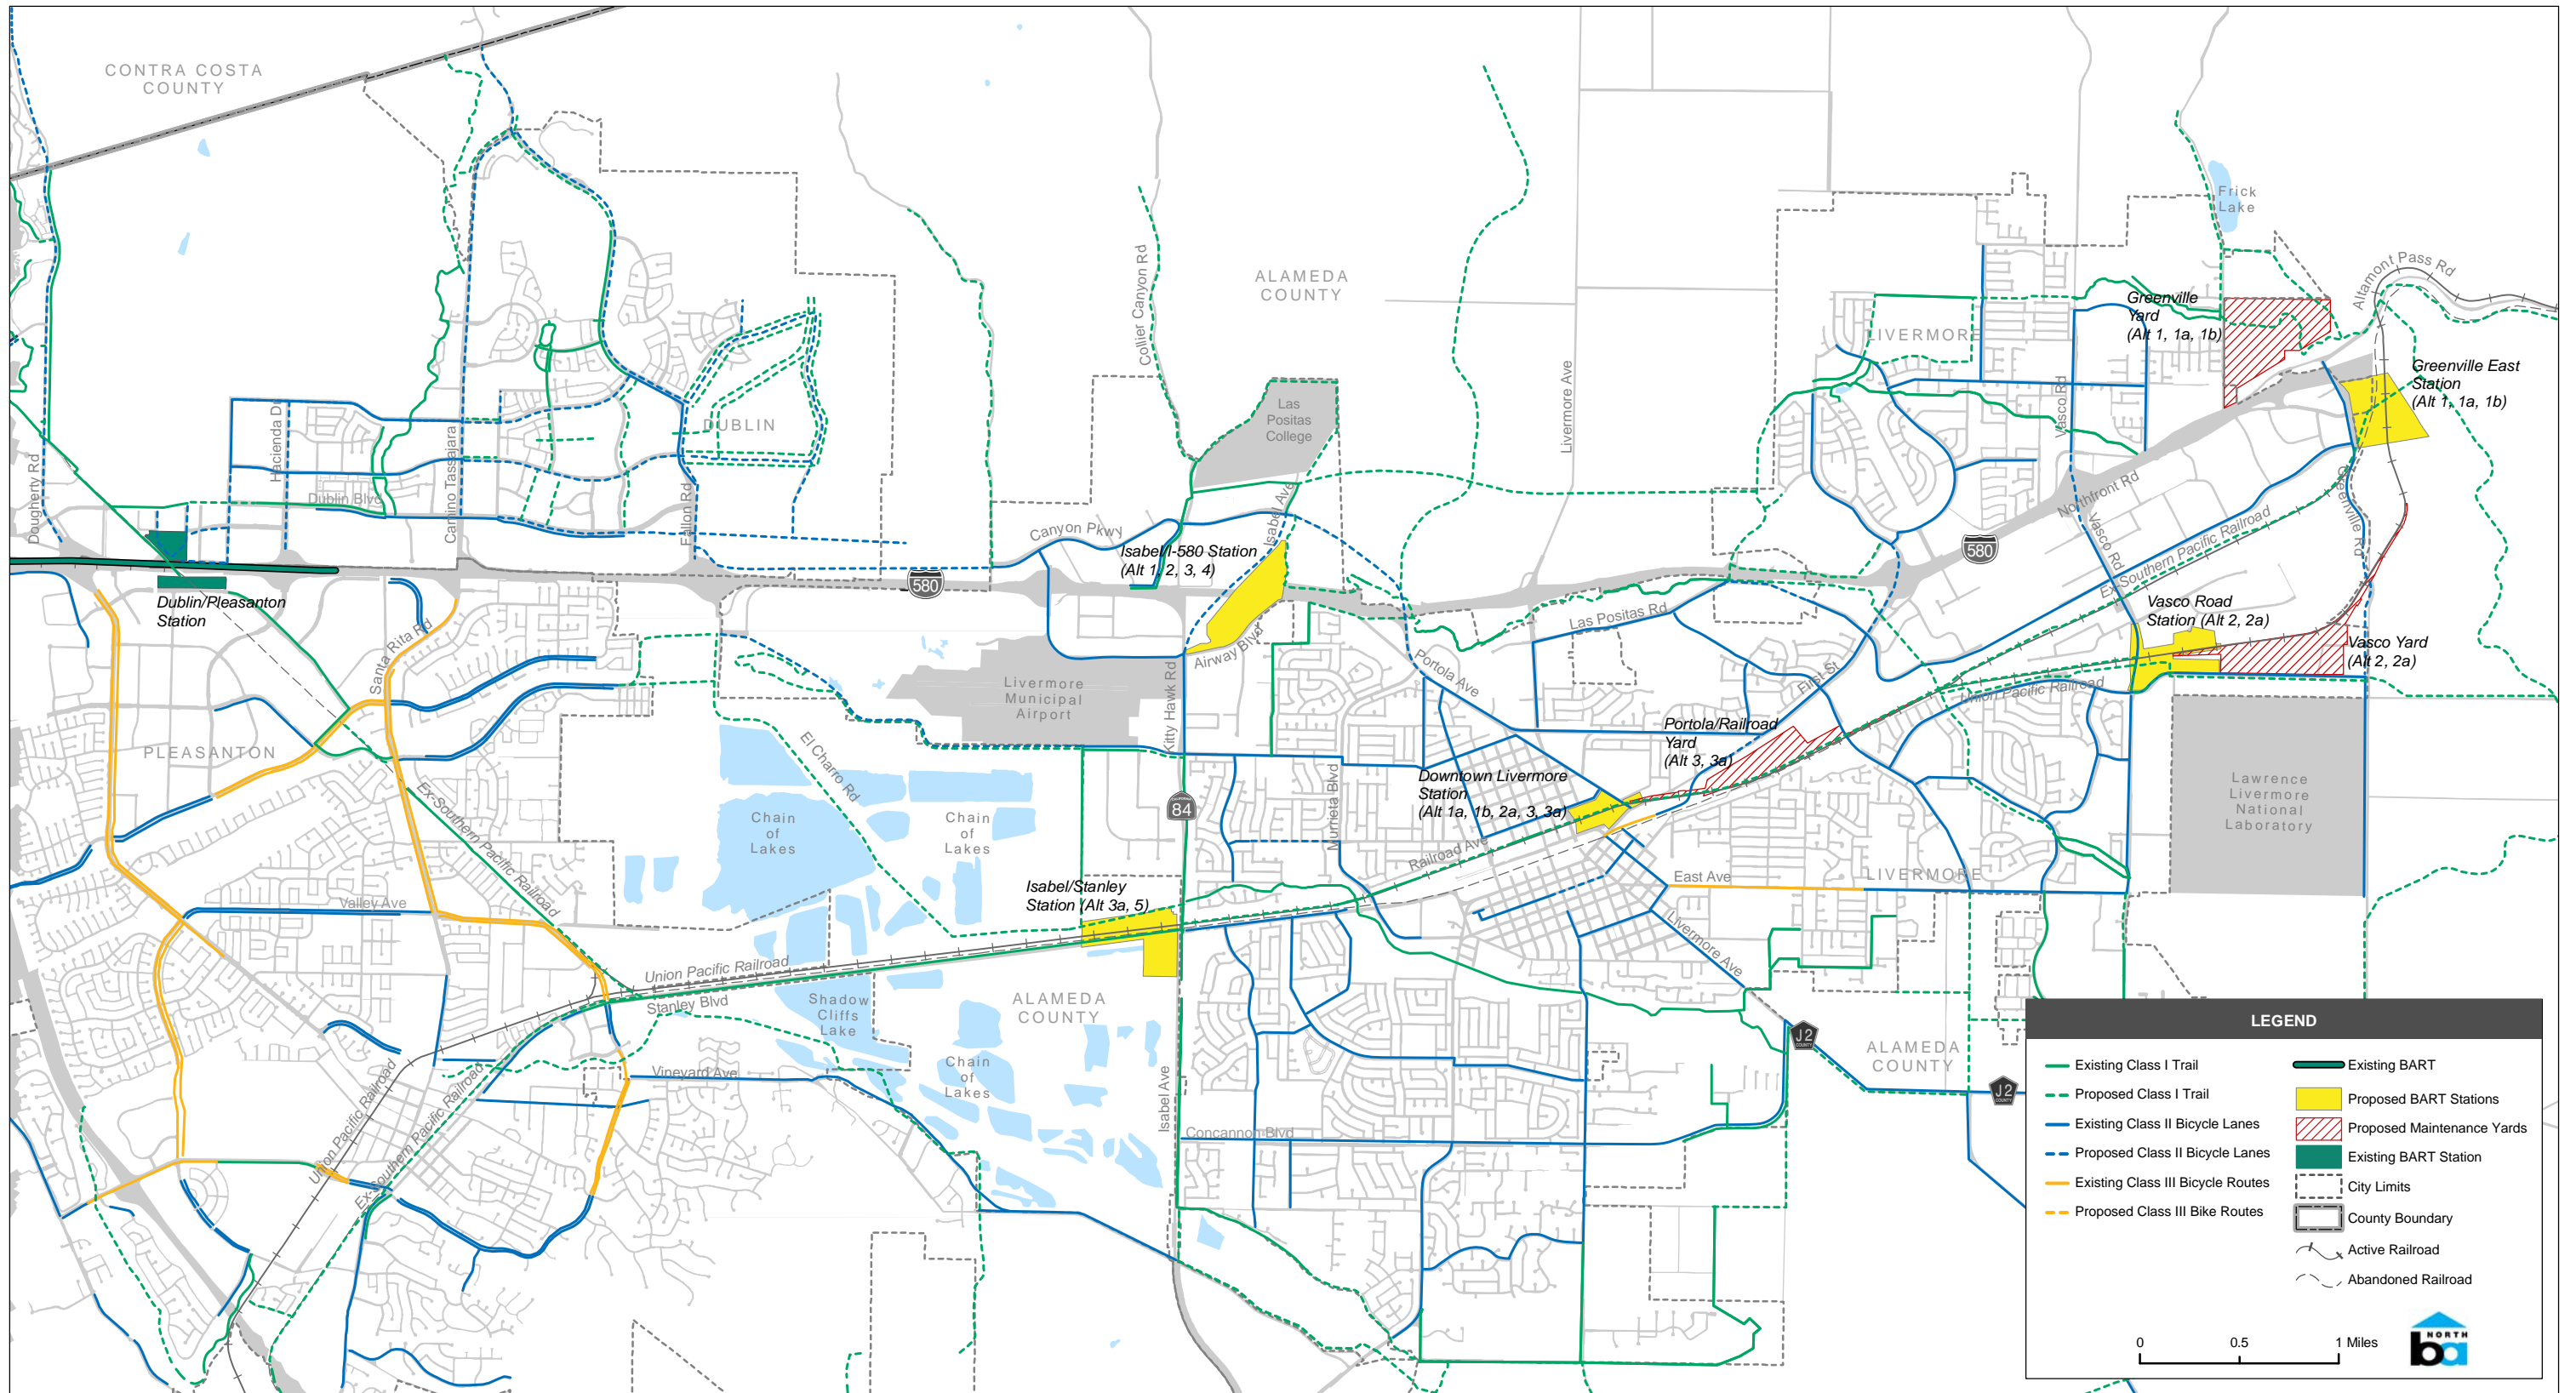 CONTRA COSTA
COUNTY
ALAMEDA
COUNTY
Frick
Lake
Altamont Pass Rd
Collier Canyon Rd
Livermore Ave
Greenville
Yard
(Alt 1, 1a, 1b)
LIVERMORE
Greenville East
Station
(Alt 1, 1a, 1b)
Las
Positas
College
DUBLIN
Dougherty Rd
Hacienda Dr
Camino Tassajara
Dublin Blvd
Fallon Rd
Vasco Rd
Northfront Rd
Greenville Rd
Isabel Ave
Canyon Pkwy
Isabel/I-580 Station
(Alt 1, 2, 3, 4)
580
580
Vasco Rd
Ex-Southern Pacific Railroad
Dublin/Pleasanton
Station
Santa Rita Rd
Las Positas Rd
Vasco Road
Station (Alt 2, 2a)
Airway Blvd
Portola Ave
First St
Vasco Yard
(Alt 2, 2a)
Union Pacific Railroad
Livermore
Municipal
Airport
Kitty Hawk Rd
PLEASANTON
El Charro Rd
Portola/Railroad
Yard
(Alt 3, 3a)
Downtown Livermore
Station
(Alt 1a, 1b, 2a, 3, 3a)
Murrieta Blvd
84
Lawrence
Livermore
National
Laboratory
Ex-Southern Pacific Railroad
Chain
of
Lakes
Chain
of
Lakes
Railroad Ave
East Ave
LIVERMORE
Isabel/Stanley
Station (Alt 3a, 5)
Valley Ave
Livermore Ave
Union Pacific Railroad
Stanley Blvd
Shadow
Cliffs
Lake
ALAMEDA
COUNTY
J2
COUNTY
ALAMEDA
COUNTY
J2
COUNTY
Vineyard Ave
Chain
of
Lakes
Isabel Ave
Concannon Blvd
Union Pacific Railroad
Ex-Southern Pacific Railroad
LEGEND
Existing Class I Trail
Proposed Class I Trail
Existing Class II Bicycle Lanes
Proposed Class II Bicycle Lanes
Existing Class III Bicycle Routes
Proposed Class III Bike Routes
Existing BART
Proposed BART Stations
Proposed Maintenance Yards
Existing BART Station
City Limits
County Boundary
Active Railroad
Abandoned Railroad
0 0.5 1 Miles
NORTH
ba